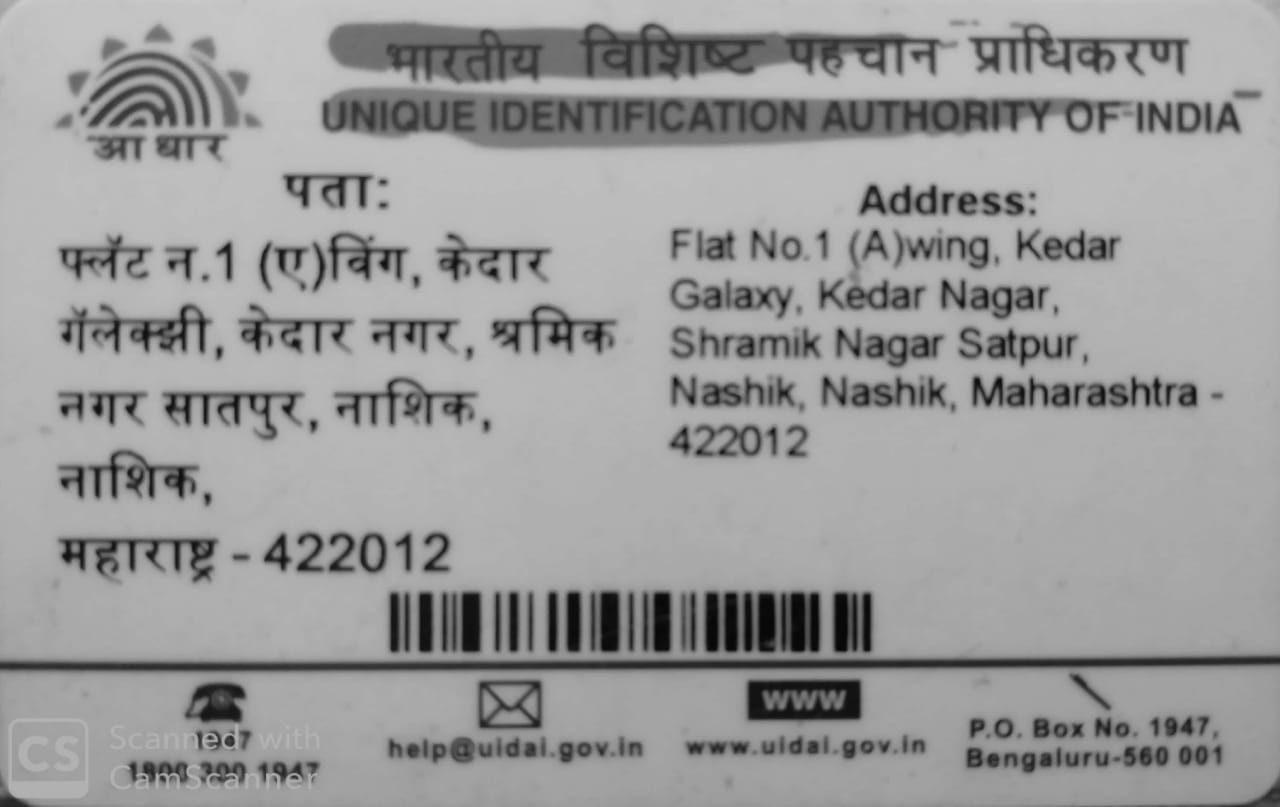 भारतीय विशिष्ट पहचान प्राधिकरण
UNIQUE IDENTIFICATION AUTHORITY OF INDIA
आधार
पता:
फ्लॅट न.1 (ए)विंग, केदार
गॅलेक्झी, केदार नगर, श्रमिक
नगर सातपुर, नाशिक,
नाशिक,
महाराष्ट्र - 422012
Address:
Flat No.1 (A)wing, Kedar
Galaxy, Kedar Nagar,
Shramik Nagar Satpur,
Nashik, Nashik, Maharashtra -
422012
1947
1800 300 1947
help@uidai.gov.in
WWW
www.uidai.gov.in
P.O. Box No. 1947,
Bengaluru-560 001
CS
Scanned with
CamScanner